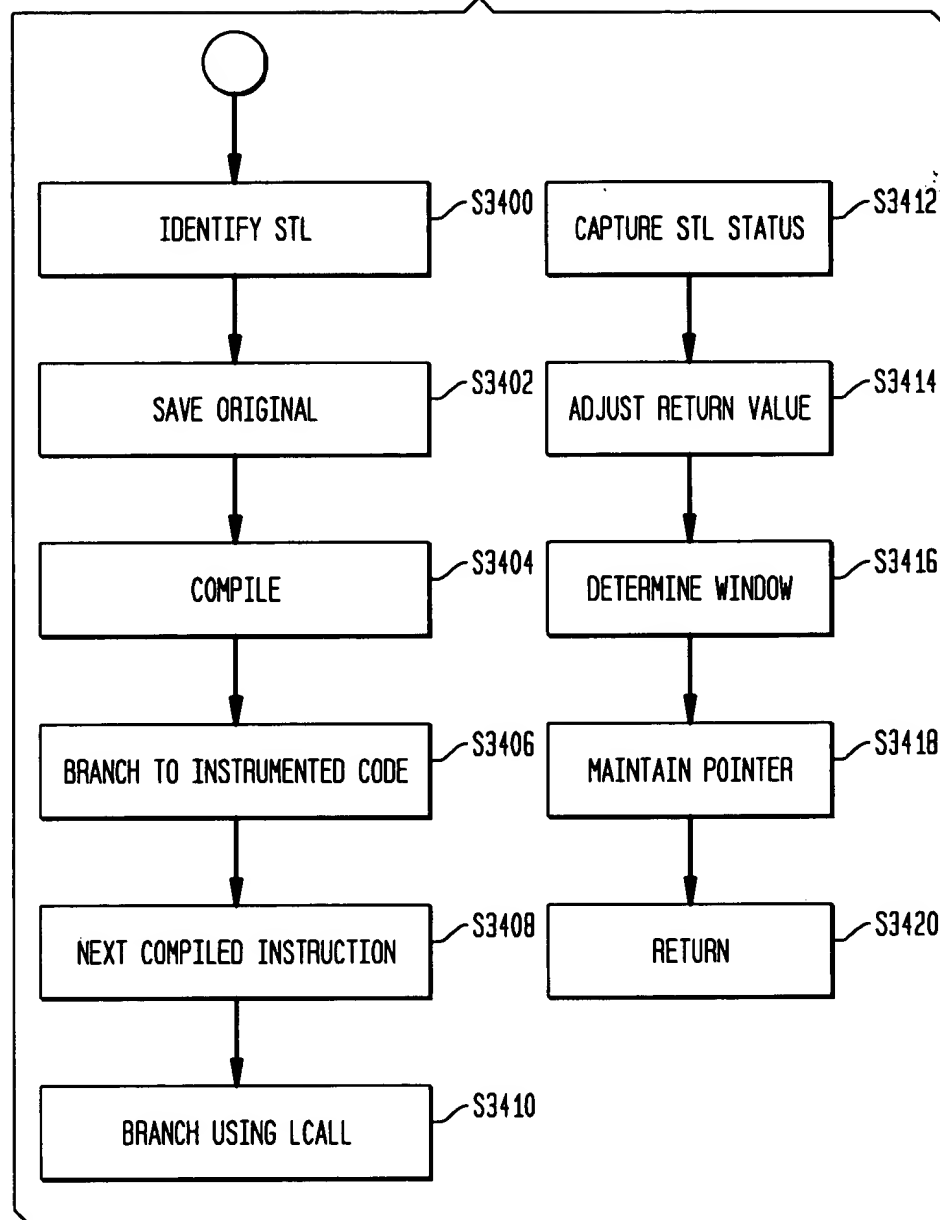 IDENTIFY STL
S3400
SAVE ORIGINAL
S3402
COMPILE
S3404
BRANCH TO INSTRUMENTED CODE
S3406
NEXT COMPILED INSTRUCTION
S3408
BRANCH USING LCALL
S3410
CAPTURE STL STATUS
S3412
ADJUST RETURN VALUE
S3414
DETERMINE WINDOW
S3416
MAINTAIN POINTER
S3418
RETURN
S3420